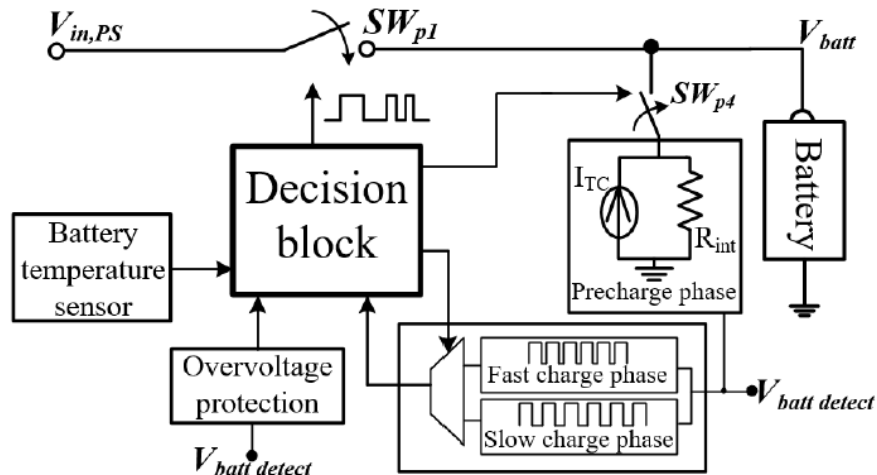 V_in,PS
SW_p1
V_batt
SW_p4
Battery
Decision
block
I_TC
R_int
Precharge phase
Battery
temperature
sensor
Overvoltage
protection
V_batt detect
Fast charge phase
Slow charge phase
V_batt detect